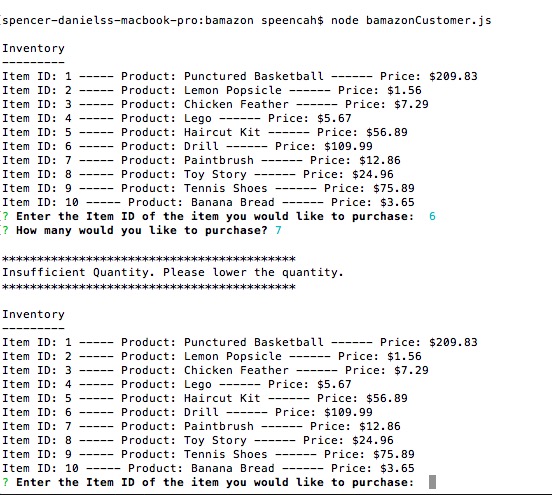 [spencer-danielss-macbook-pro:bamazon speencah$ node bamazonCustomer.js

Inventory
---------
Item ID: 1 ----- Product: Punctured Basketball ------ Price: $209.83
Item ID: 2 ----- Product: Lemon Popsicle ------ Price: $1.56
Item ID: 3 ----- Product: Chicken Feather ------ Price: $7.29
Item ID: 4 ----- Product: Lego ------ Price: $5.67
Item ID: 5 ----- Product: Haircut Kit ------ Price: $56.89
Item ID: 6 ----- Product: Drill ------ Price: $109.99
Item ID: 7 ----- Product: Paintbrush ------ Price: $12.86
Item ID: 8 ----- Product: Toy Story ------ Price: $24.96
Item ID: 9 ----- Product: Tennis Shoes ------ Price: $75.89
Item ID: 10 ----- Product: Banana Bread ------ Price: $3.65
[? Enter the Item ID of the item you would like to purchase:  6
[? How many would you like to purchase? 7

******************************************
Insufficient Quantity. Please lower the quantity.
******************************************

Inventory
---------
Item ID: 1 ----- Product: Punctured Basketball ------ Price: $209.83
Item ID: 2 ----- Product: Lemon Popsicle ------ Price: $1.56
Item ID: 3 ----- Product: Chicken Feather ------ Price: $7.29
Item ID: 4 ----- Product: Lego ------ Price: $5.67
Item ID: 5 ----- Product: Haircut Kit ------ Price: $56.89
Item ID: 6 ----- Product: Drill ------ Price: $109.99
Item ID: 7 ----- Product: Paintbrush ------ Price: $12.86
Item ID: 8 ----- Product: Toy Story ------ Price: $24.96
Item ID: 9 ----- Product: Tennis Shoes ------ Price: $75.89
Item ID: 10 ----- Product: Banana Bread ------ Price: $3.65
? Enter the Item ID of the item you would like to purchase: